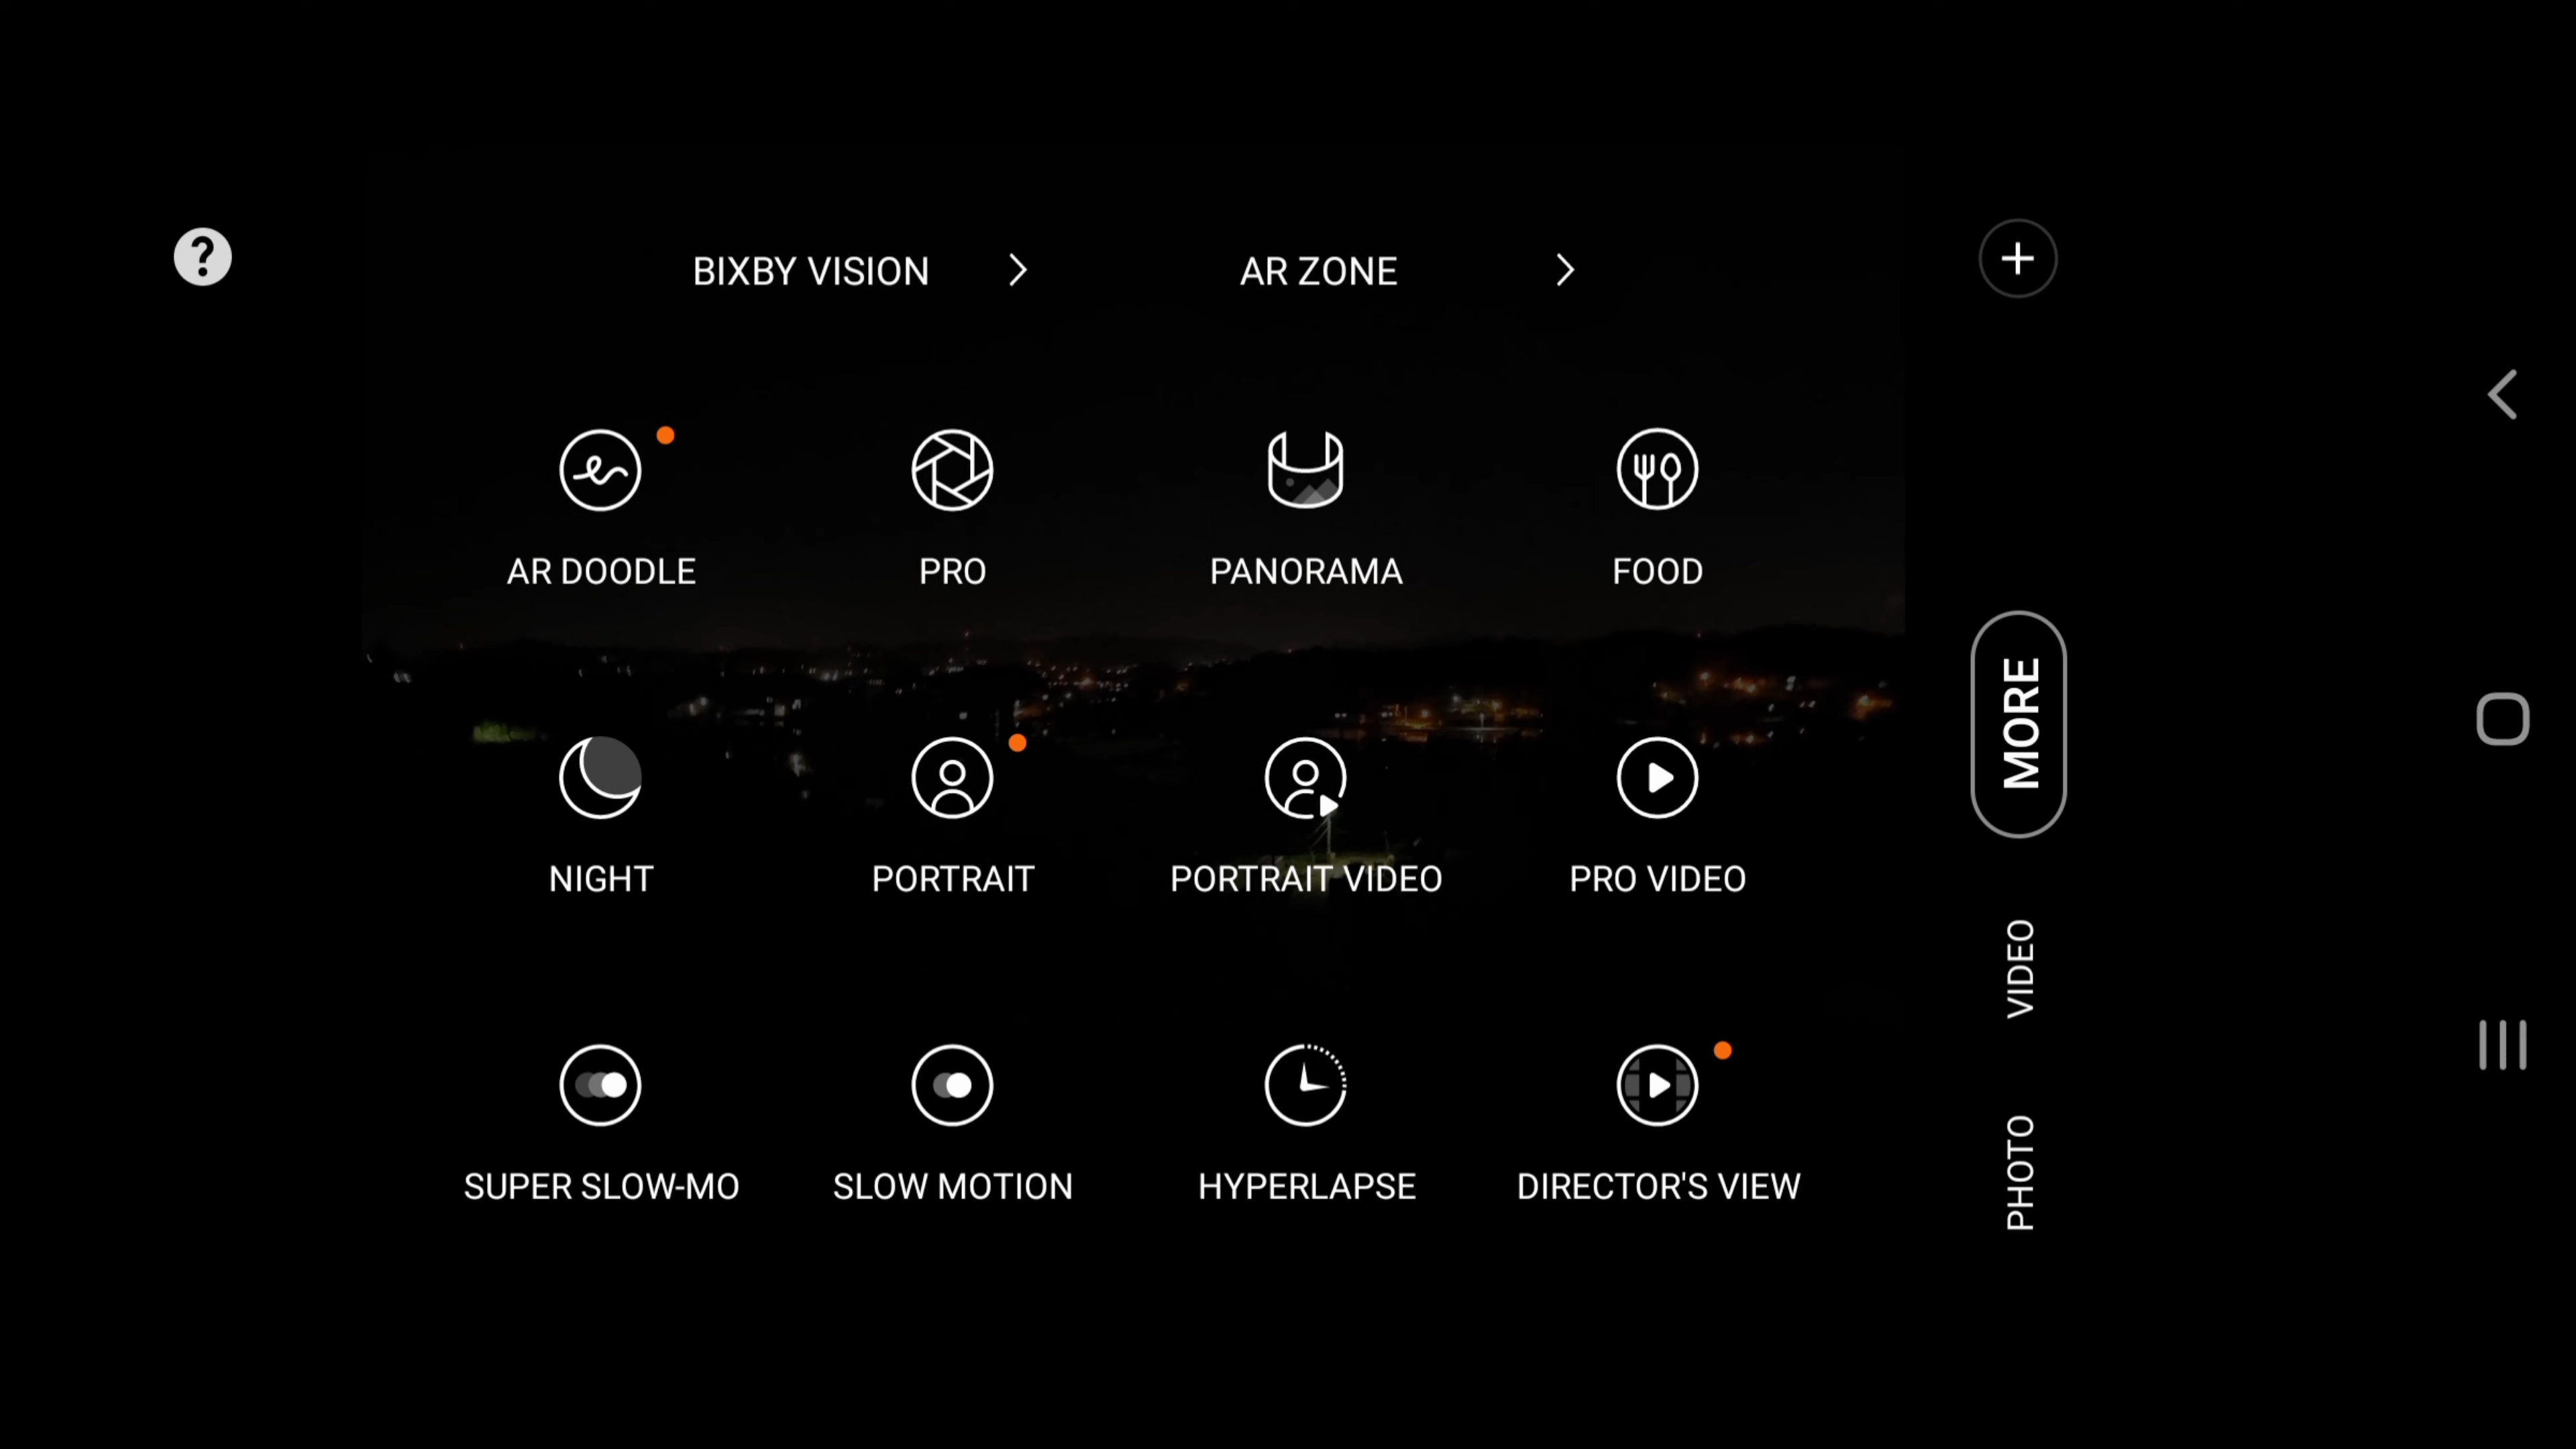 BIXBY VISION
AR ZONE
AR DOODLE
PRO
PANORAMA
FOOD
NIGHT
PORTRAIT
PORTRAIT VIDEO
PRO VIDEO
SUPER SLOW-MO
SLOW MOTION
HYPERLAPSE
DIRECTOR'S VIEW
MORE
VIDEO
PHOTO